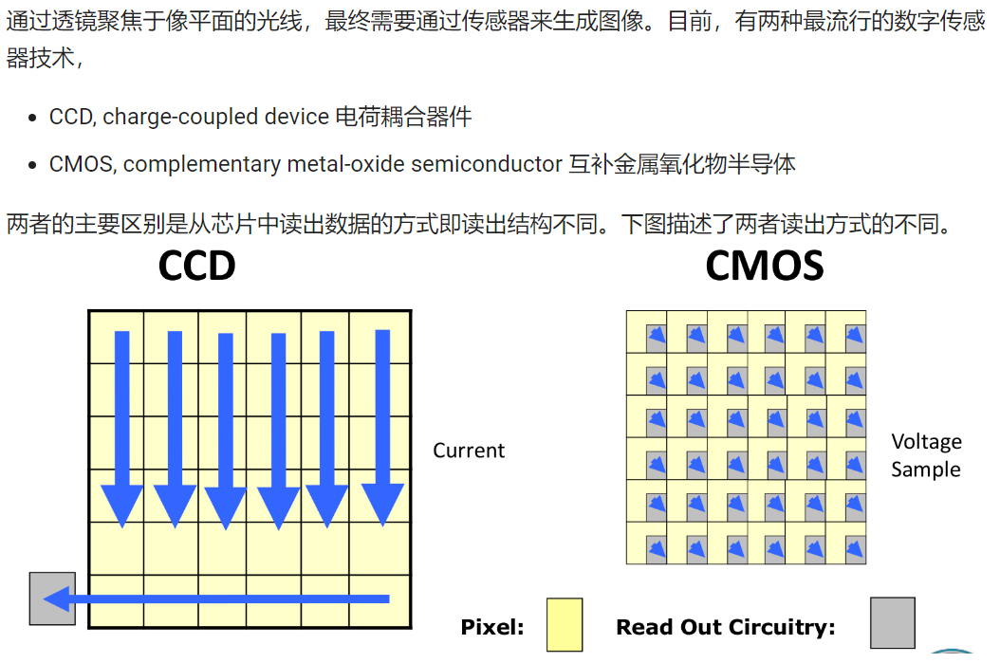 通过透镜聚焦于像平面的光线，最终需要通过传感器来生成图像。目前，有两种最流行的数字传感
器技术，
CCD, charge-coupled device 电荷耦合器件
CMOS, complementary metal-oxide semiconductor 互补金属氧化物半导体
两者的主要区别是从芯片中读出数据的方式即读出结构不同。下图描述了两者读出方式的不同。
CCD
CMOS
Current
Voltage
Sample
Pixel:
Read Out Circuitry: